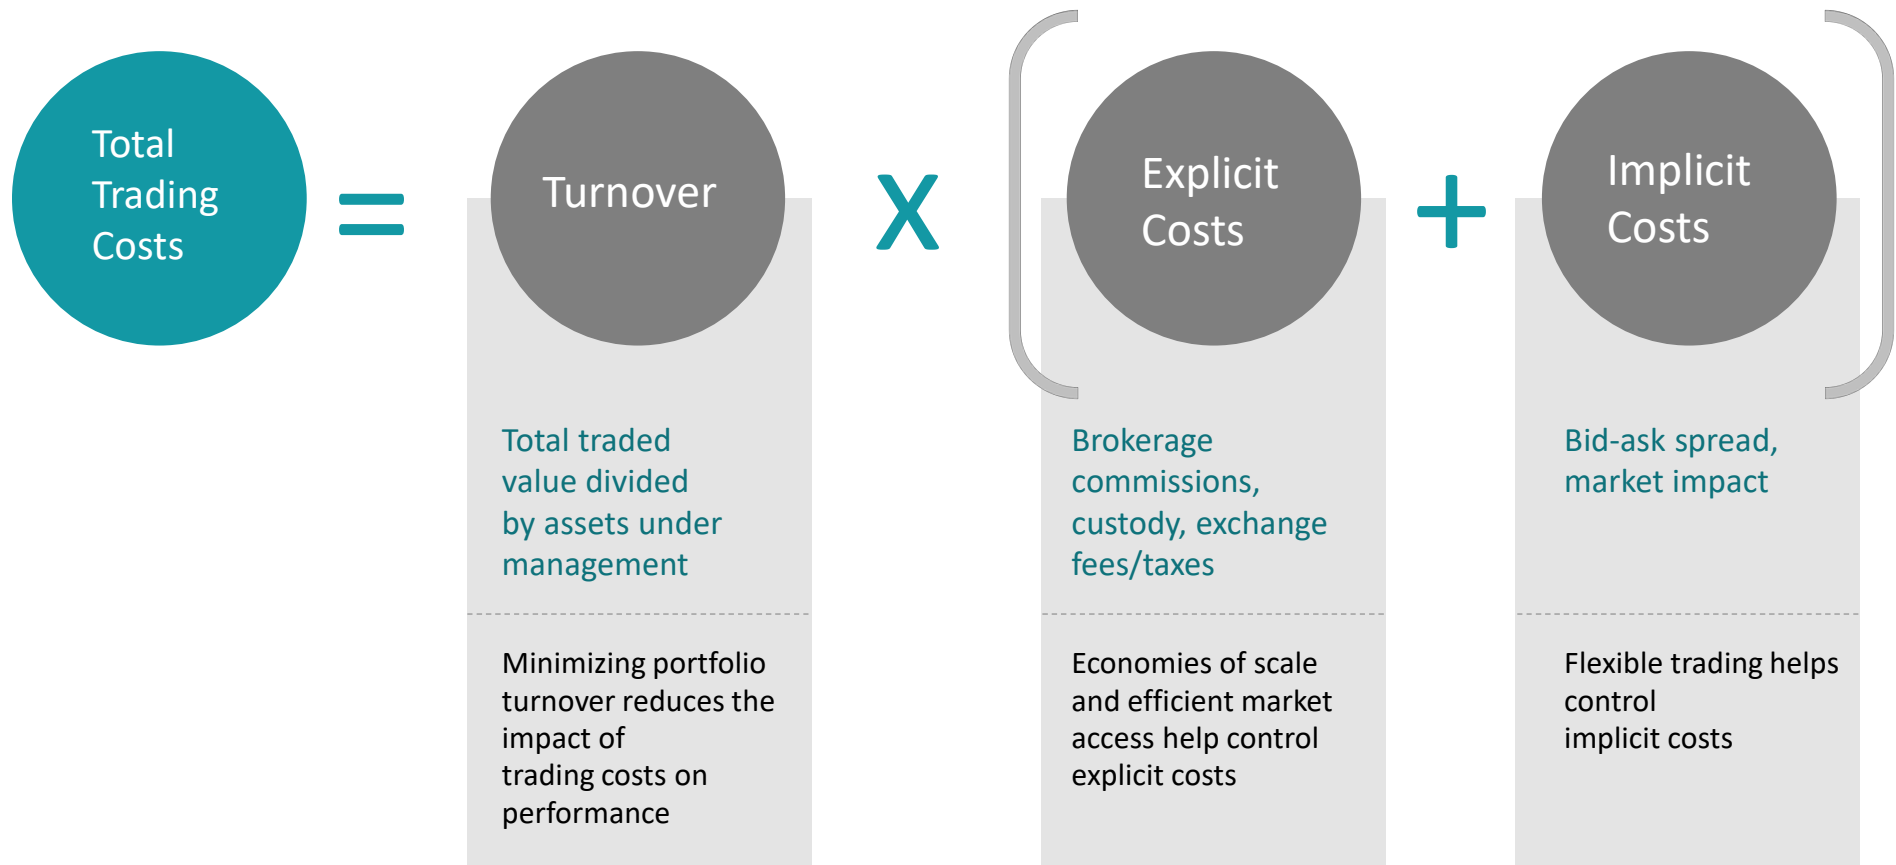 Total
Trading
Costs
=
Turnover
x
Explicit
Costs
+
Implicit
Costs
Total traded
value divided
by assets under
management
Brokerage
commissions,
custody, exchange
fees/taxes
Bid-ask spread,
market impact
Minimizing portfolio
turnover reduces the
impact of
trading costs on
performance
Economies of scale
and efficient market
access help control
explicit costs
Flexible trading helps
control
implicit costs